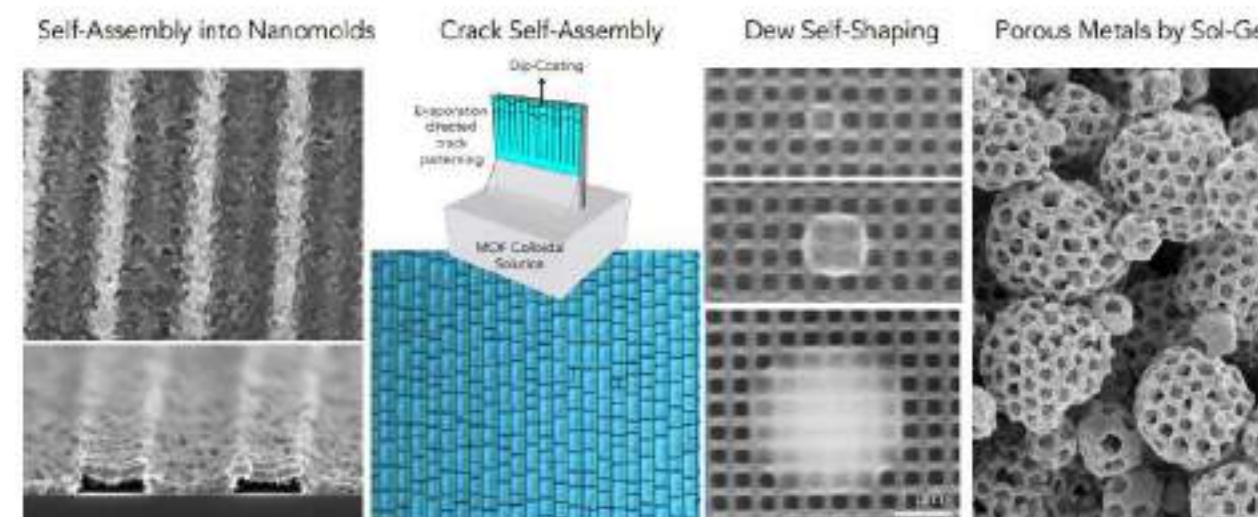 Self-Assembly into Nanomolds
Crack Self-Assembly
Dew Self-Shaping
Porous Metals by Sol-Ge
Dip-Coating
Evaporation
directed
crack
patterning
MOF Colloidal
Solution